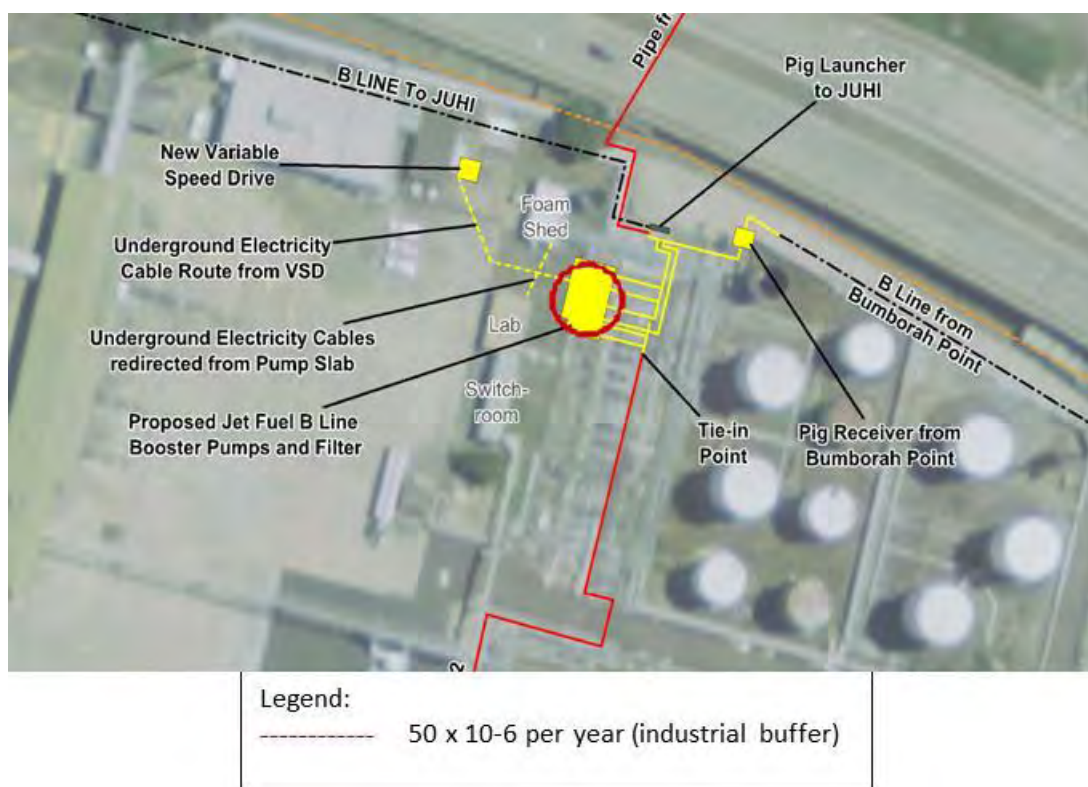 B LINE To JUHI
Pipe fr
Pig Launcher
to JUHI
New Variable
Speed Drive
Foam
Shed
Underground Electricity
Cable Route from VSD
B Line from
Bumborah Point
Lab
Underground Electricity Cables
redirected from Pump Slab
Switch-
room
Proposed Jet Fuel B Line
Booster Pumps and Filter
Tie-in
Point
Pig Receiver from
Bumborah Point
2
Legend:
50 x 10-6 per year (industrial buffer)